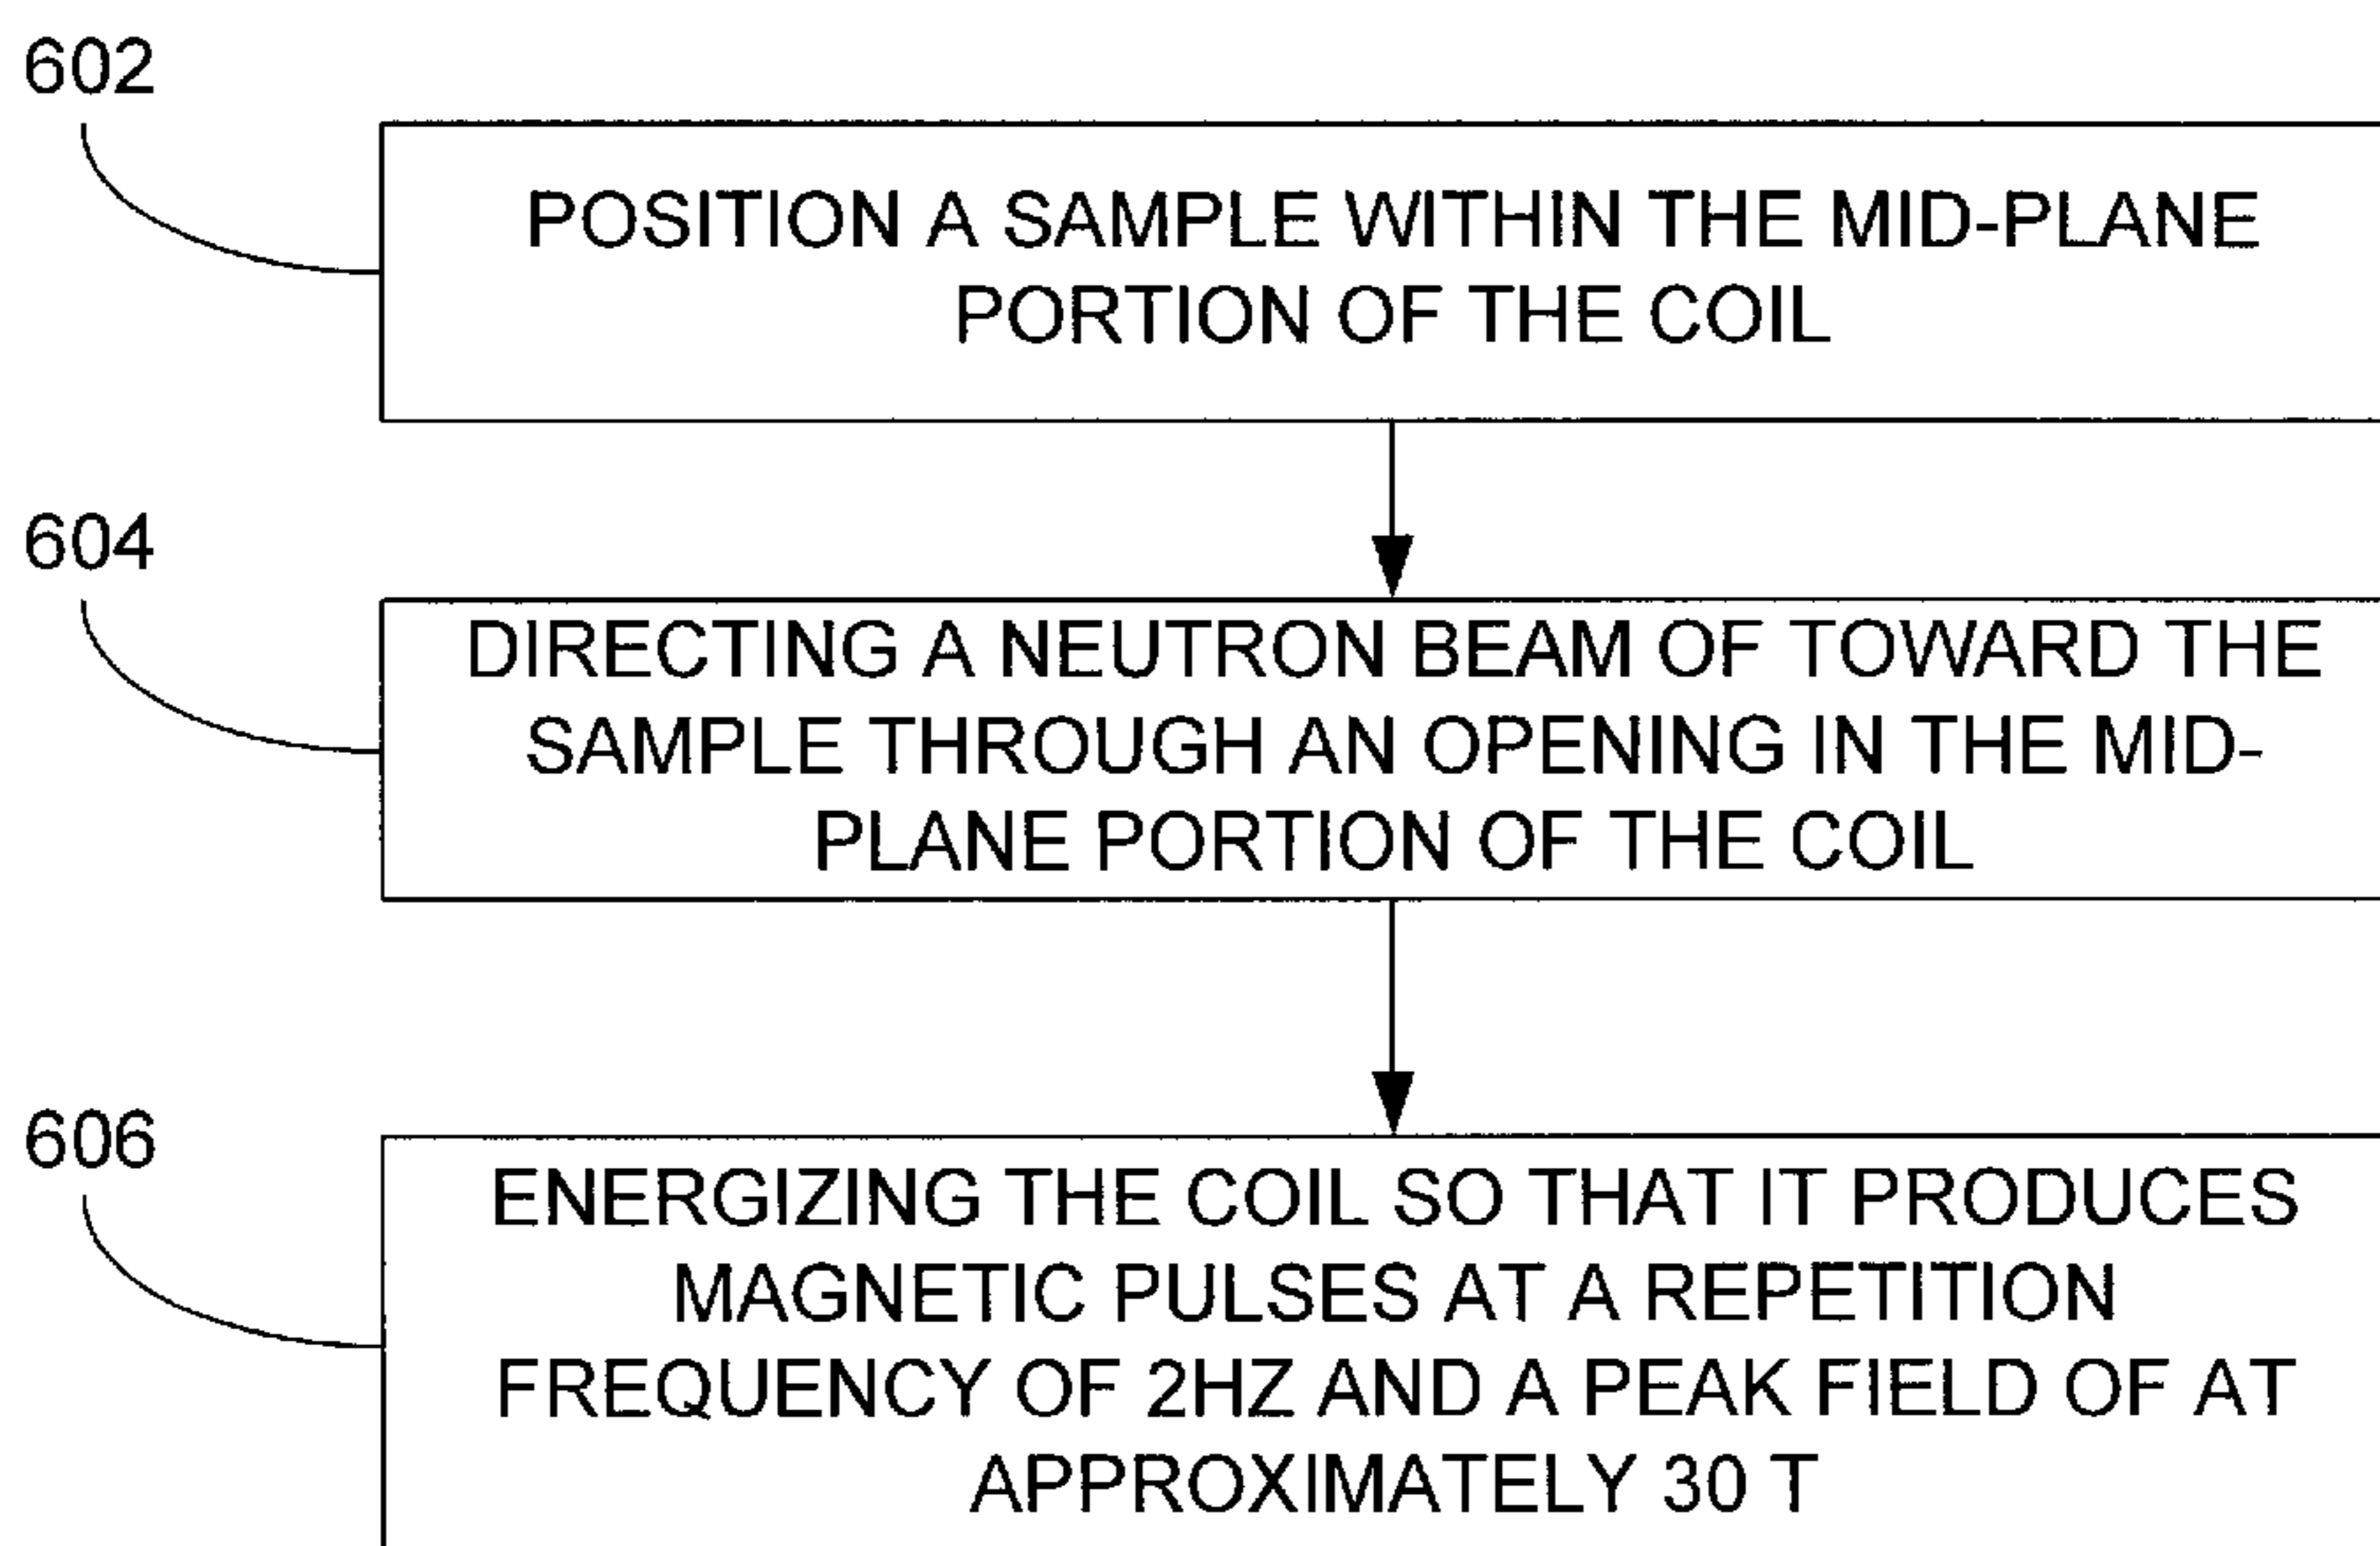 602
POSITION A SAMPLE WITHIN THE MID-PLANE
PORTION OF THE COIL
604
DIRECTING A NEUTRON BEAM OF TOWARD THE
SAMPLE THROUGH AN OPENING IN THE MID-
PLANE PORTION OF THE COIL
606
ENERGIZING THE COIL SO THAT IT PRODUCES
MAGNETIC PULSES AT A REPETITION
FREQUENCY OF 2HZ AND A PEAK FIELD OF AT
APPROXIMATELY 30 T